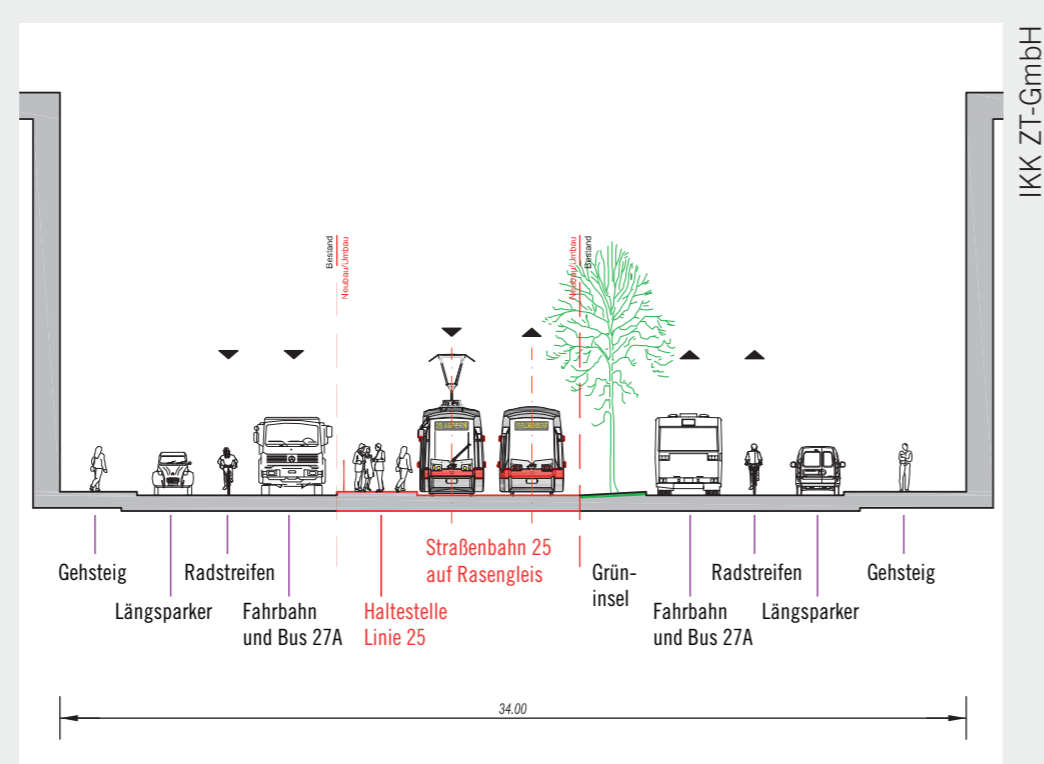 IKK ZT-GmbH
Bestand
Neubau/Umbau
Neubau/Umbau
Bestand
Gehsteig
Längsparker
Radstreifen
Fahrbahn
und Bus 27A
Haltestelle
Linie 25
Straßenbahn 25
auf Rasengleis
Grün-
insel
Fahrbahn
und Bus 27A
Radstreifen
Längsparker
Gehsteig
34.00